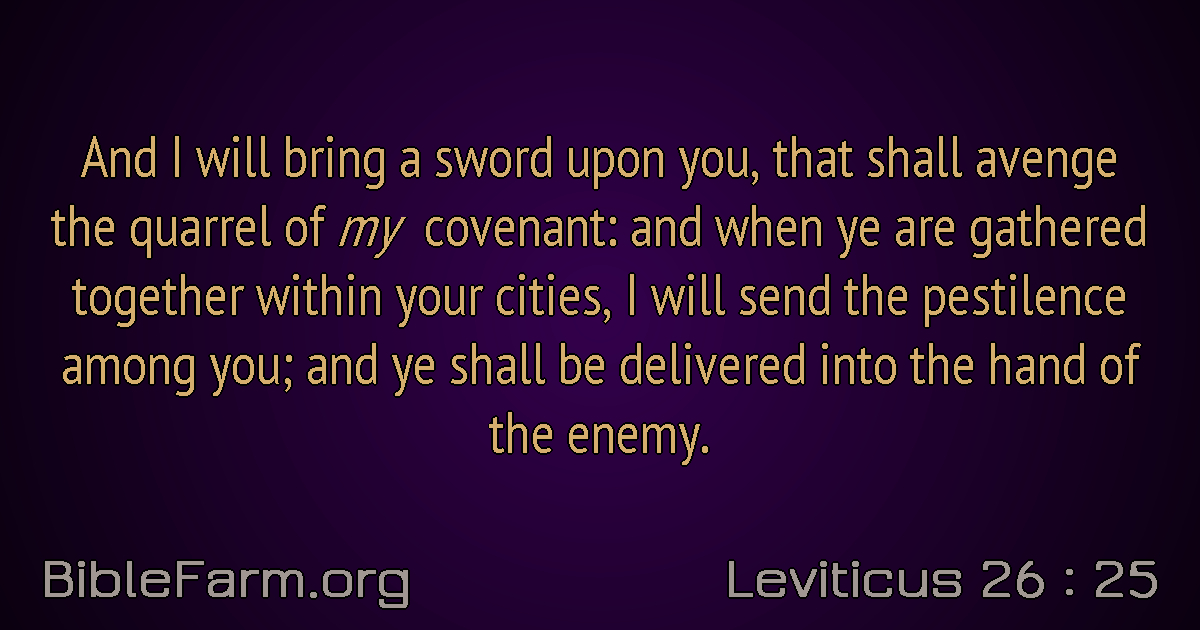 And I will bring a sword upon you, that shall avenge
the quarrel of my covenant: and when ye are gathered
together within your cities, I will send the pestilence
among you; and ye shall be delivered into the hand of
the enemy.
BibleFarm.org
Leviticus 26 : 25